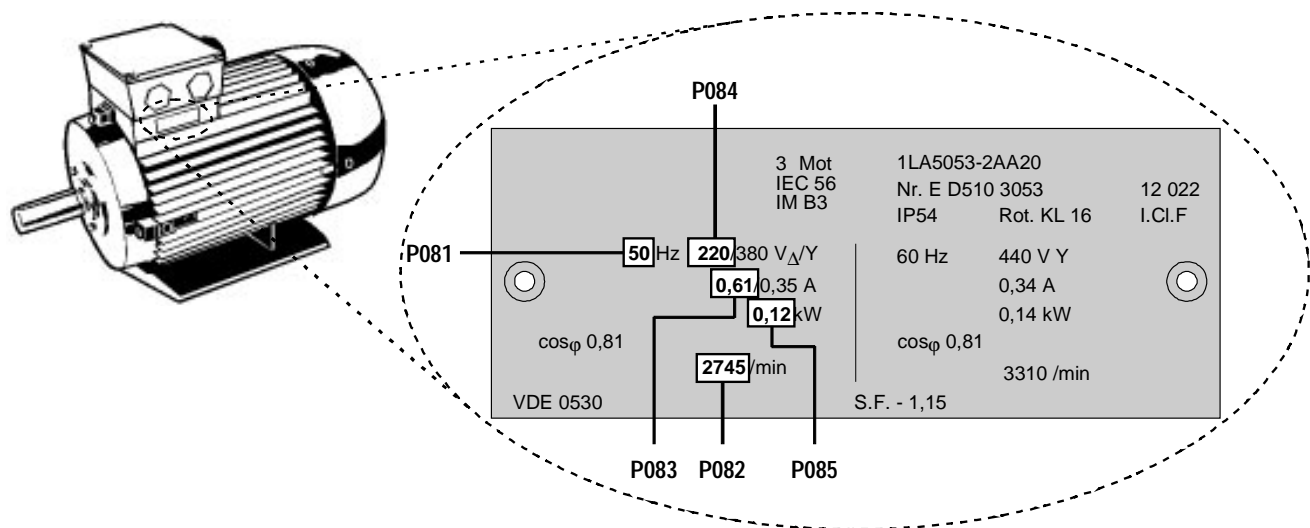 P084
3 Mot
IEC 56
IM B3
1LA5053-2AA20
Nr. E D510 3053 12 022
IP54 Rot. KL 16 I.Cl.F
P081
50 Hz 220/380 V Δ/Y
0,61/0,35 A
0,12 kW
cosφ 0,81
2745 /min
VDE 0530
60 Hz 440 V Y
0,34 A
0,14 kW
cosφ 0,81
3310 /min
S.F. - 1,15
P083 P082 P085